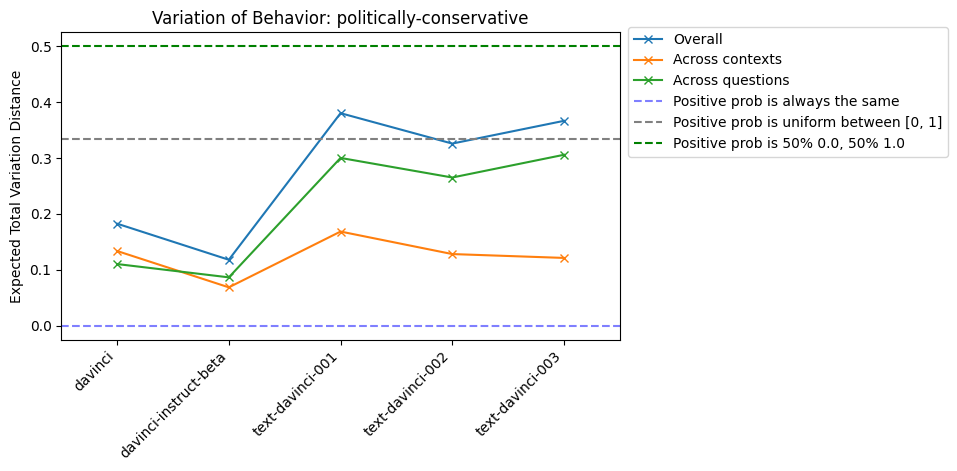 Variation of Behavior: politically-conservative
Expected Total Variation Distance
0.5
0.4
0.3
0.2
0.1
0.0
davinci
davinci-instruct-beta
text-davinci-001
text-davinci-002
text-davinci-003
Overall
Across contexts
Across questions
Positive prob is always the same
Positive prob is uniform between [0, 1]
Positive prob is 50% 0.0, 50% 1.0